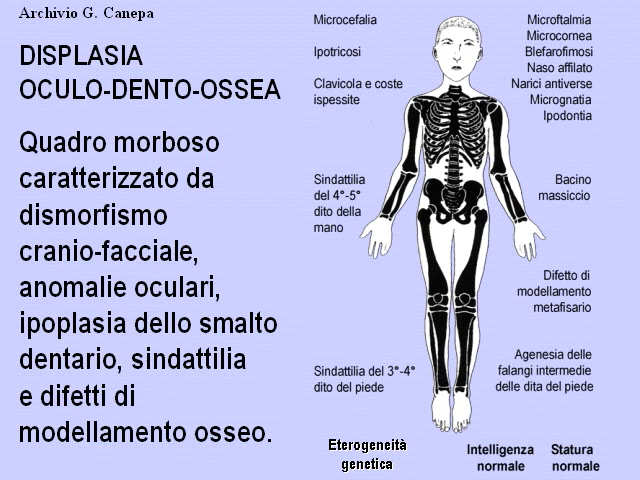 Archivio G. Canepa
DISPLASIA
OCULO-DENTO-OSSEA
Quadro morboso
caratterizzato da
dismorfismo
cranio-facciale,
anomalie oculari,
ipoplasia dello smalto
dentario, sindattilia
e difetti di
modellamento osseo.
Microcefalia
Ipotricosi
Clavicola e coste
ispessite
Sindattilia
del 4°-5°
dito della
mano
Sindattilia del 3°-4°
dito del piede
Microftalmia
Microcornea
Blefarofimosi
Naso affilato
Narici antiverse
Micrognatia
Ipodontia
Bacino
massiccio
Difetto di
modellamento
metafisario
Agenesia delle
falangi intermedie
delle dita del piede
Eterogeneità
genetica
Intelligenza
normale
Statura
normale